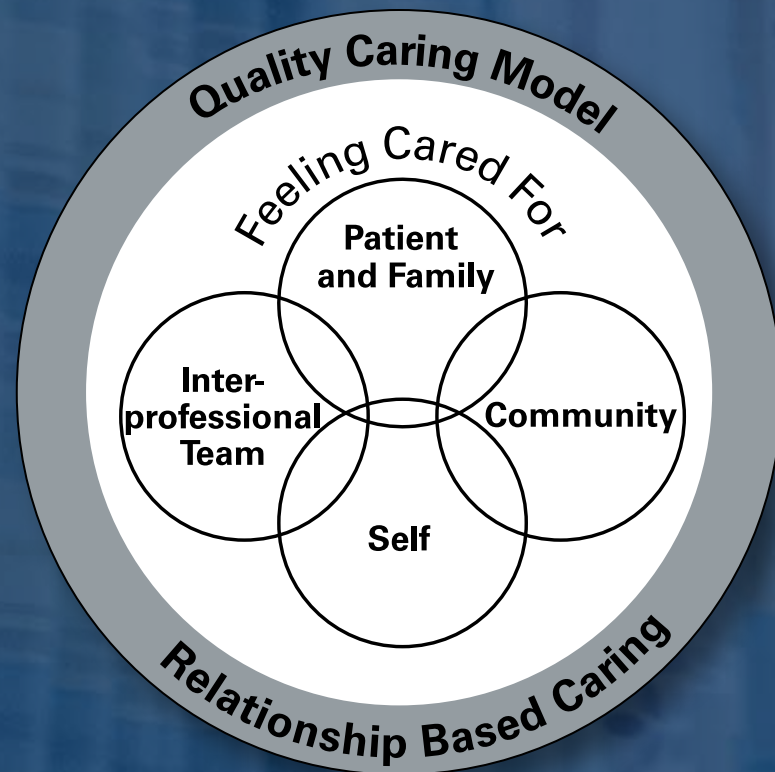 Quality Caring Model
Feeling Cared For
Patient
and Family
Inter-
professional
Team
Community
Self
Relationship Based Caring